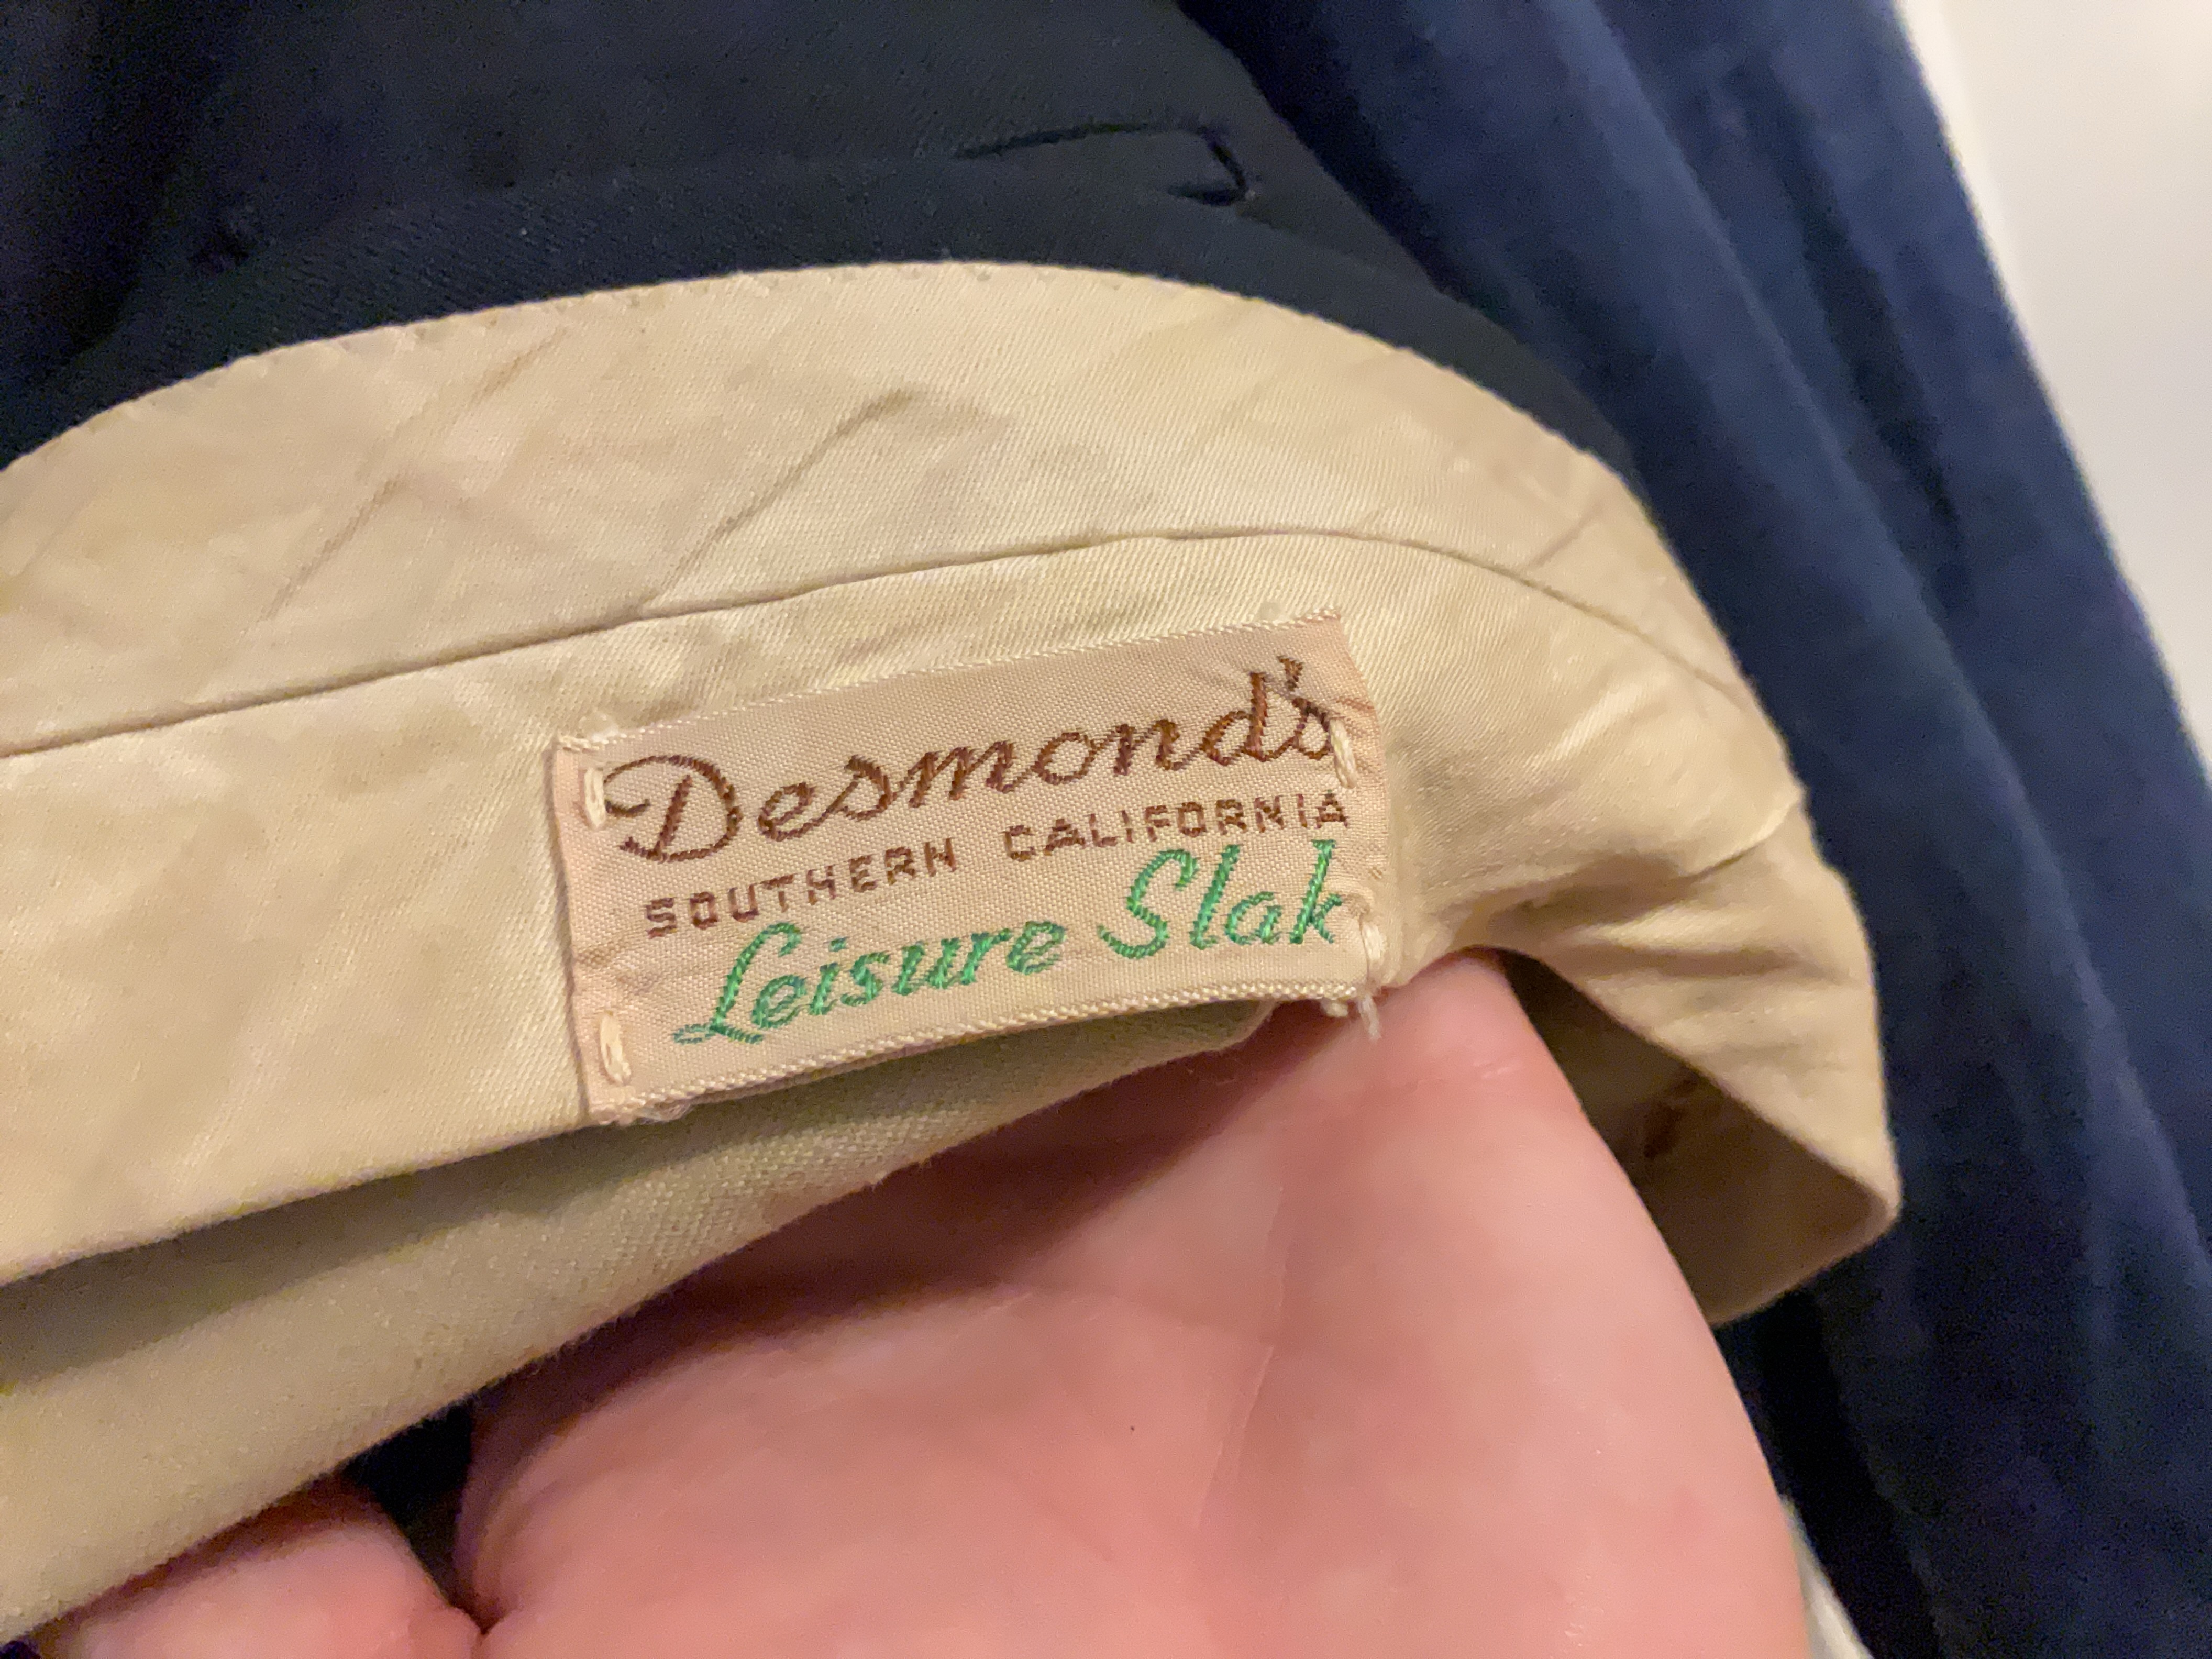 Desmond's
SOUTHERN CALIFORNIA
Leisure Slak